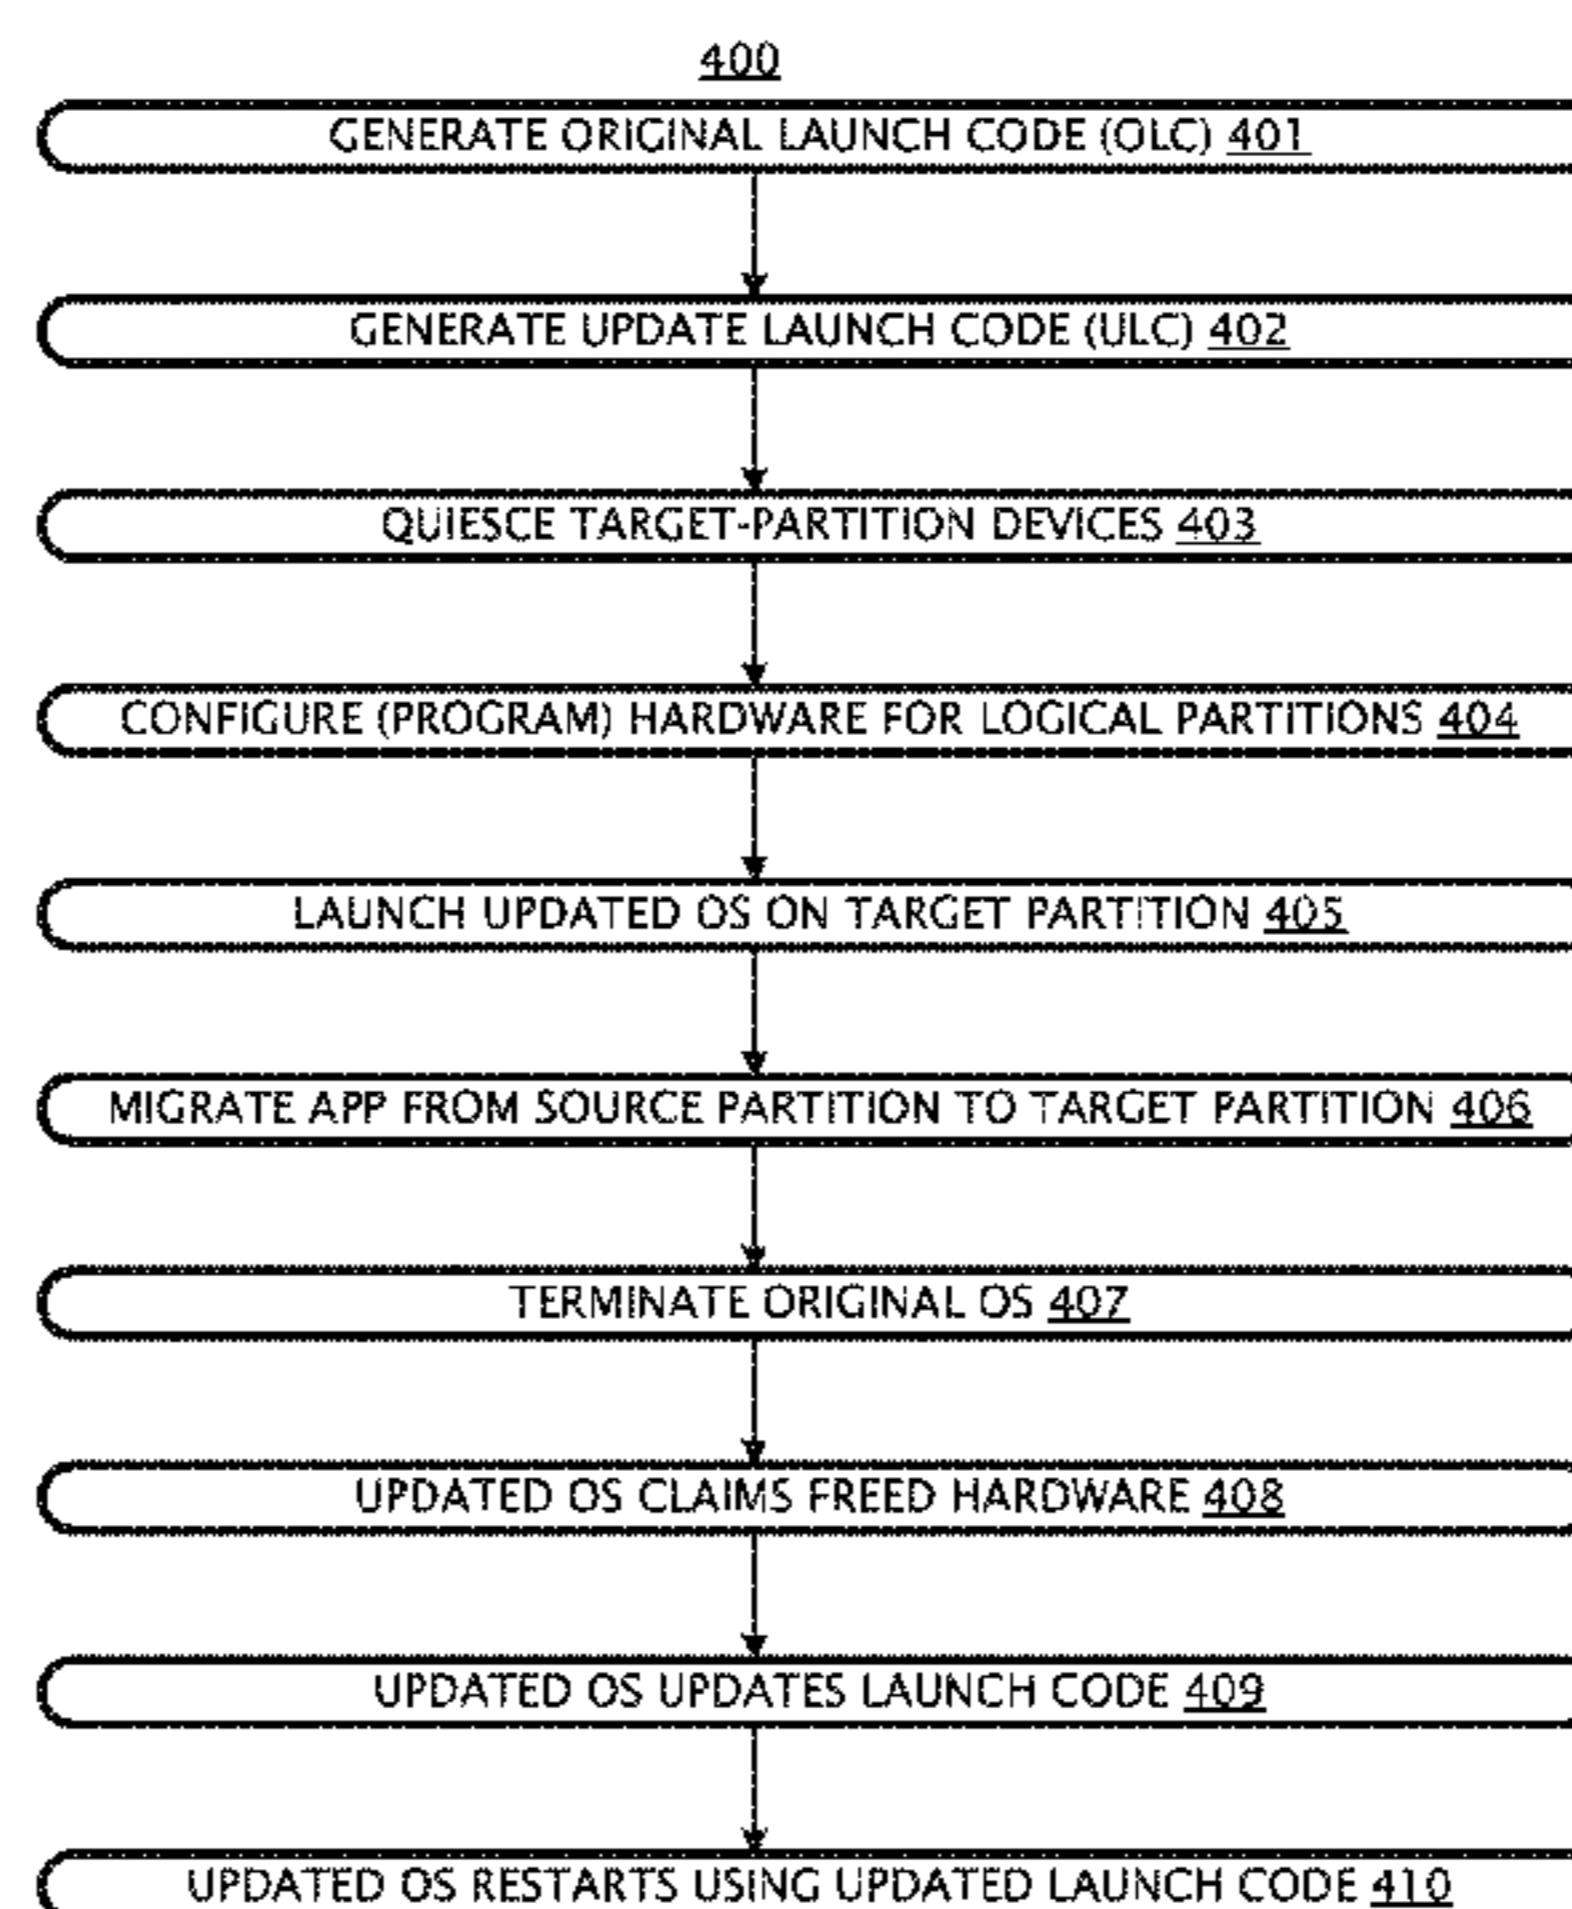 400
GENERATE ORIGINAL LAUNCH CODE (OLC) 401
GENERATE UPDATE LAUNCH CODE (ULC) 402
QUIESCE TARGET-PARTITION DEVICES 403
CONFIGURE (PROGRAM) HARDWARE FOR LOGICAL PARTITIONS 404
LAUNCH UPDATED OS ON TARGET PARTITION 405
MIGRATE APP FROM SOURCE PARTITION TO TARGET PARTITION 406
TERMINATE ORIGINAL OS 407
UPDATED OS CLAIMS FREED HARDWARE 408
UPDATED OS UPDATES LAUNCH CODE 409
UPDATED OS RESTARTS USING UPDATED LAUNCH CODE 410